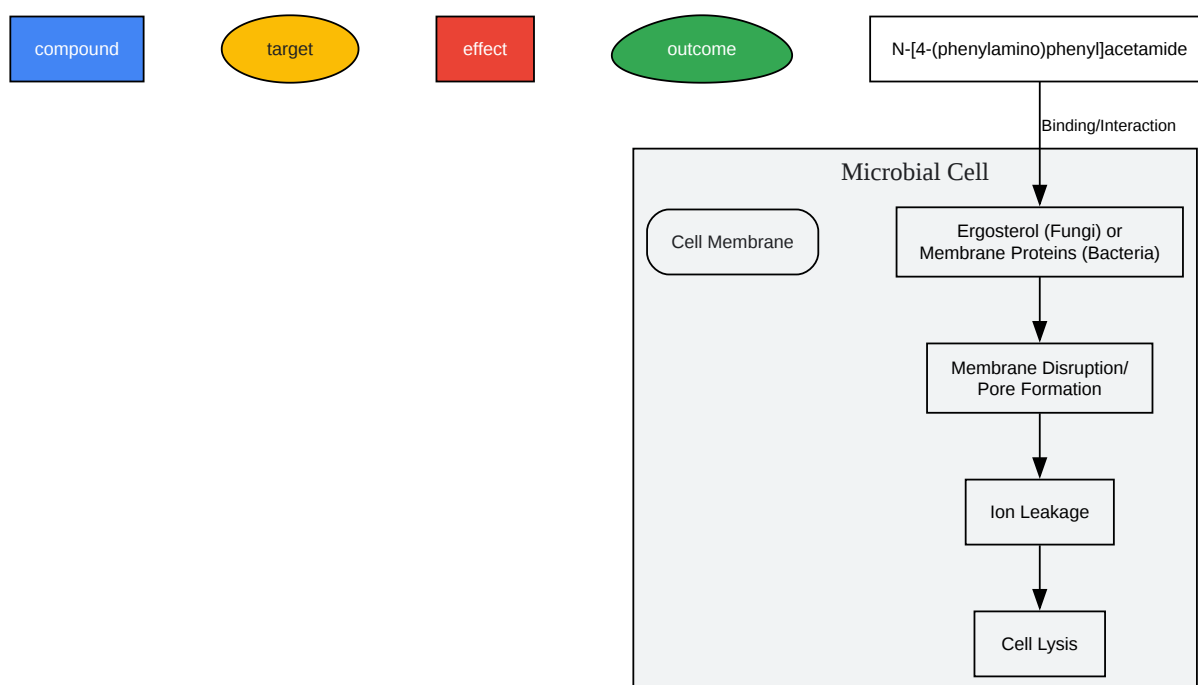 compound
target
effect
outcome
N-[4-(phenylamino)phenyl]acetamide
Binding/Interaction
Microbial Cell
Cell Membrane
Ergosterol (Fungi) or
Membrane Proteins (Bacteria)
Membrane Disruption/
Pore Formation
Ion Leakage
Cell Lysis